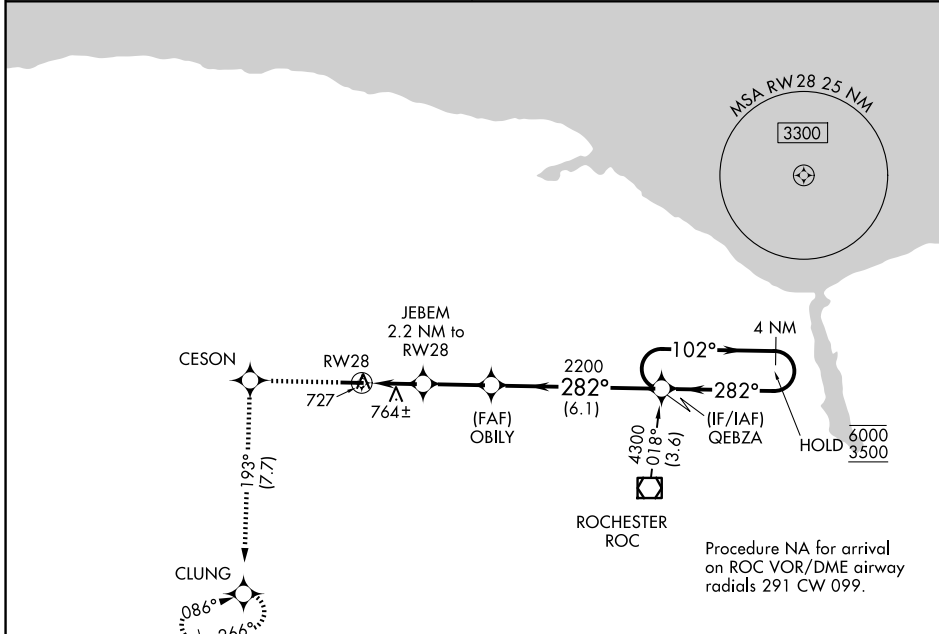 MSA RW28 25 NM
3300
JEBEM
2.2 NM to
RW28
4 NM
CESON
RW28
2200
102°
282°
282°
727
764±
(6.1)
(FAF)
OBILY
(IF/IAF)
QEBZA
HOLD
6000
3500
4300
018°
(3.6)
193°
(7.7)
ROCHESTER
ROC
Procedure NA for arrival
on ROC VOR/DME airway
radials 291 CW 099.
CLUNG
086°
266°